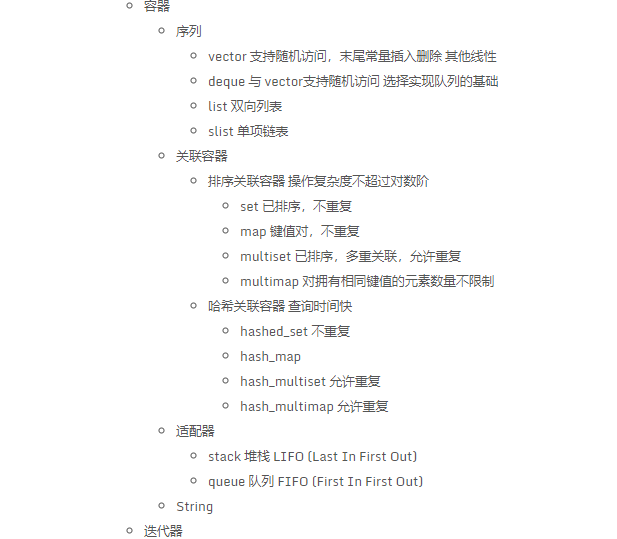 容器
序列
vector 支持随机访问，末尾常量插入删除 其他线性
deque 与 vector支持随机访问 选择实现队列的基础
list 双向列表
slist 单项链表
关联容器
排序关联容器 操作复杂度不超过对数阶
set 已排序，不重复
map 键值对，不重复
multiset 已排序，多重关联，允许重复
multimap 对拥有相同键值的元素数量不限制
哈希关联容器 查询时间快
hashed_set 不重复
hash_map
hash_multiset 允许重复
hash_multimap 允许重复
适配器
stack 堆栈 LIFO (Last In First Out)
queue 队列 FIFO (First In First Out)
String
迭代器